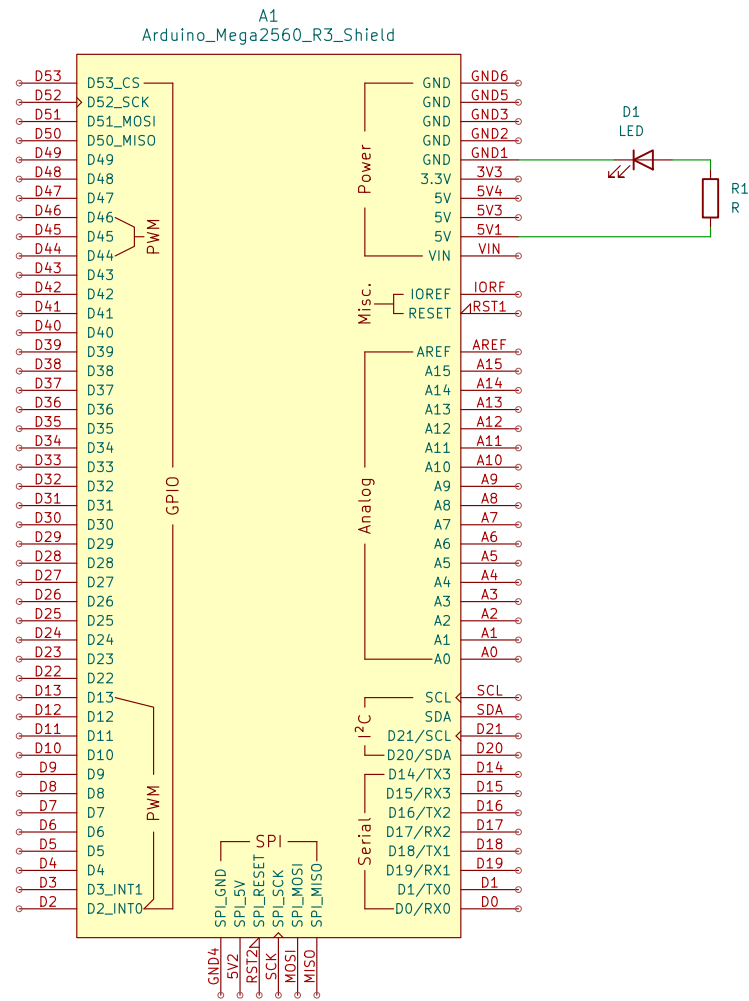 A1
Arduino_Mega2560_R3_Shield
D53 D53_CS GND GND6
D52 D52_SCK GND GND5
D51 D51_MOSI GND GND3
D50 D50_MISO GND GND2
D49 D49 GND GND1
D48 D48 3.3V 3V3
D47 D47 5V 5V4
D46 D46 5V 5V3
D45 D45 5V 5V1
D44 D44 VIN VIN
PWM
Power
D1
LED
R1
R
D43 D43
D42 D42 IOREF IORF
D41 D41 RESET RST1
Misc.
D40 D40
D39 D39 AREF AREF
D38 D38 A15 A15
D37 D37 A14 A14
D36 D36 A13 A13
D35 D35 A12 A12
D34 D34 A11 A11
D33 D33 A10 A10
D32 D32 A9 A9
D31 D31 A8 A8
D30 D30 A7 A7
D29 D29 A6 A6
D28 D28 A5 A5
D27 D27 A4 A4
D26 D26 A3 A3
D25 D25 A2 A2
D24 D24 A1 A1
D23 D23 A0 A0
GPIO
Analog
D22 D22
D13 D13 SCL SCL
D12 D12 SDA SDA
D11 D11 D21/SCL D21
D10 D10 D20/SDA D20
I²C
D9 D9 D14/TX3 D14
D8 D8 D15/RX3 D15
D7 D7 D16/TX2 D16
D6 D6 D17/RX2 D17
D5 D5 D18/TX1 D18
D4 D4 D19/RX1 D19
D3 D3_INT1 D1/TX0 D1
D2 D2_INT0 D0/RX0 D0
PWM
Serial
SPI
SPI_GND GND4
SPI_5V 5V2
SPI_RESET RST2
SPI_SCK SCK
SPI_MOSI MOSI
SPI_MISO MISO